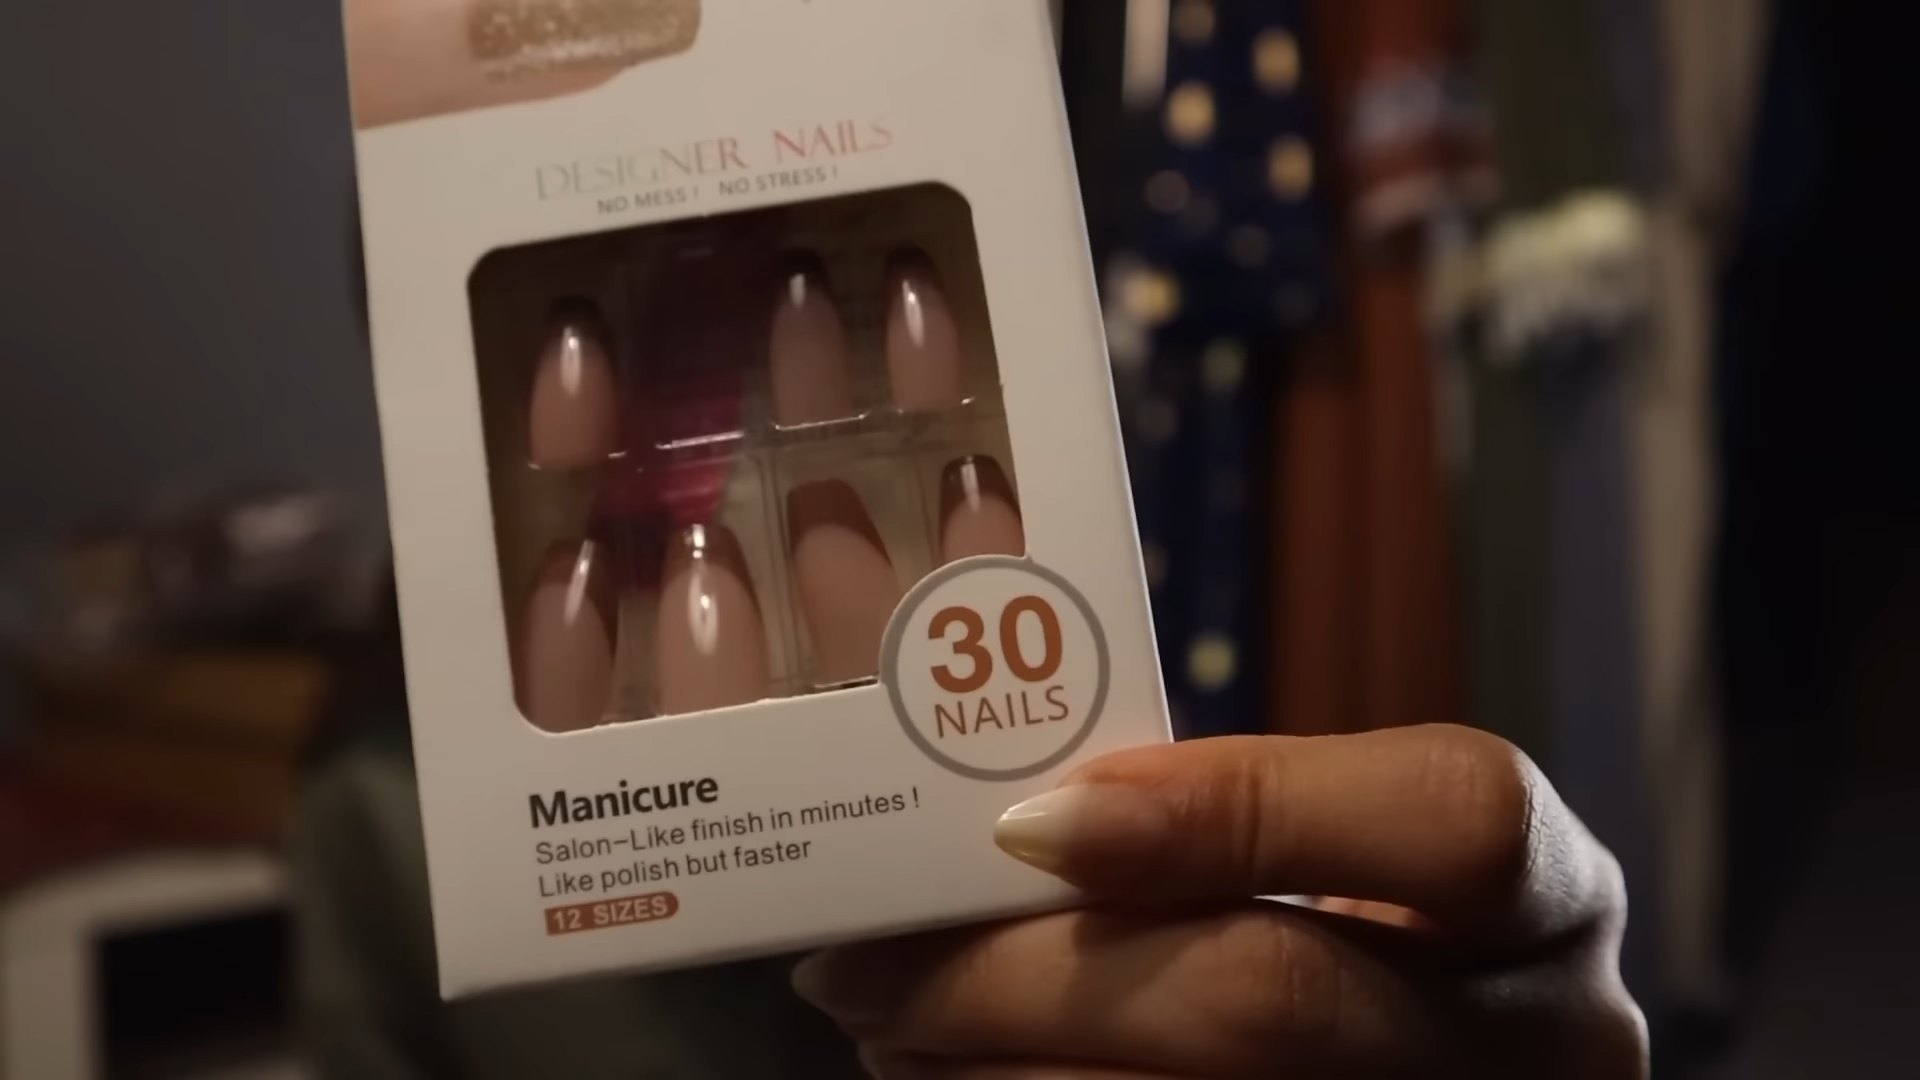 DESIGNER NAILS
NO MESS! NO STRESS!
30
NAILS
Manicure
Salon-Like finish in minutes!
Like polish but faster
12 SIZES